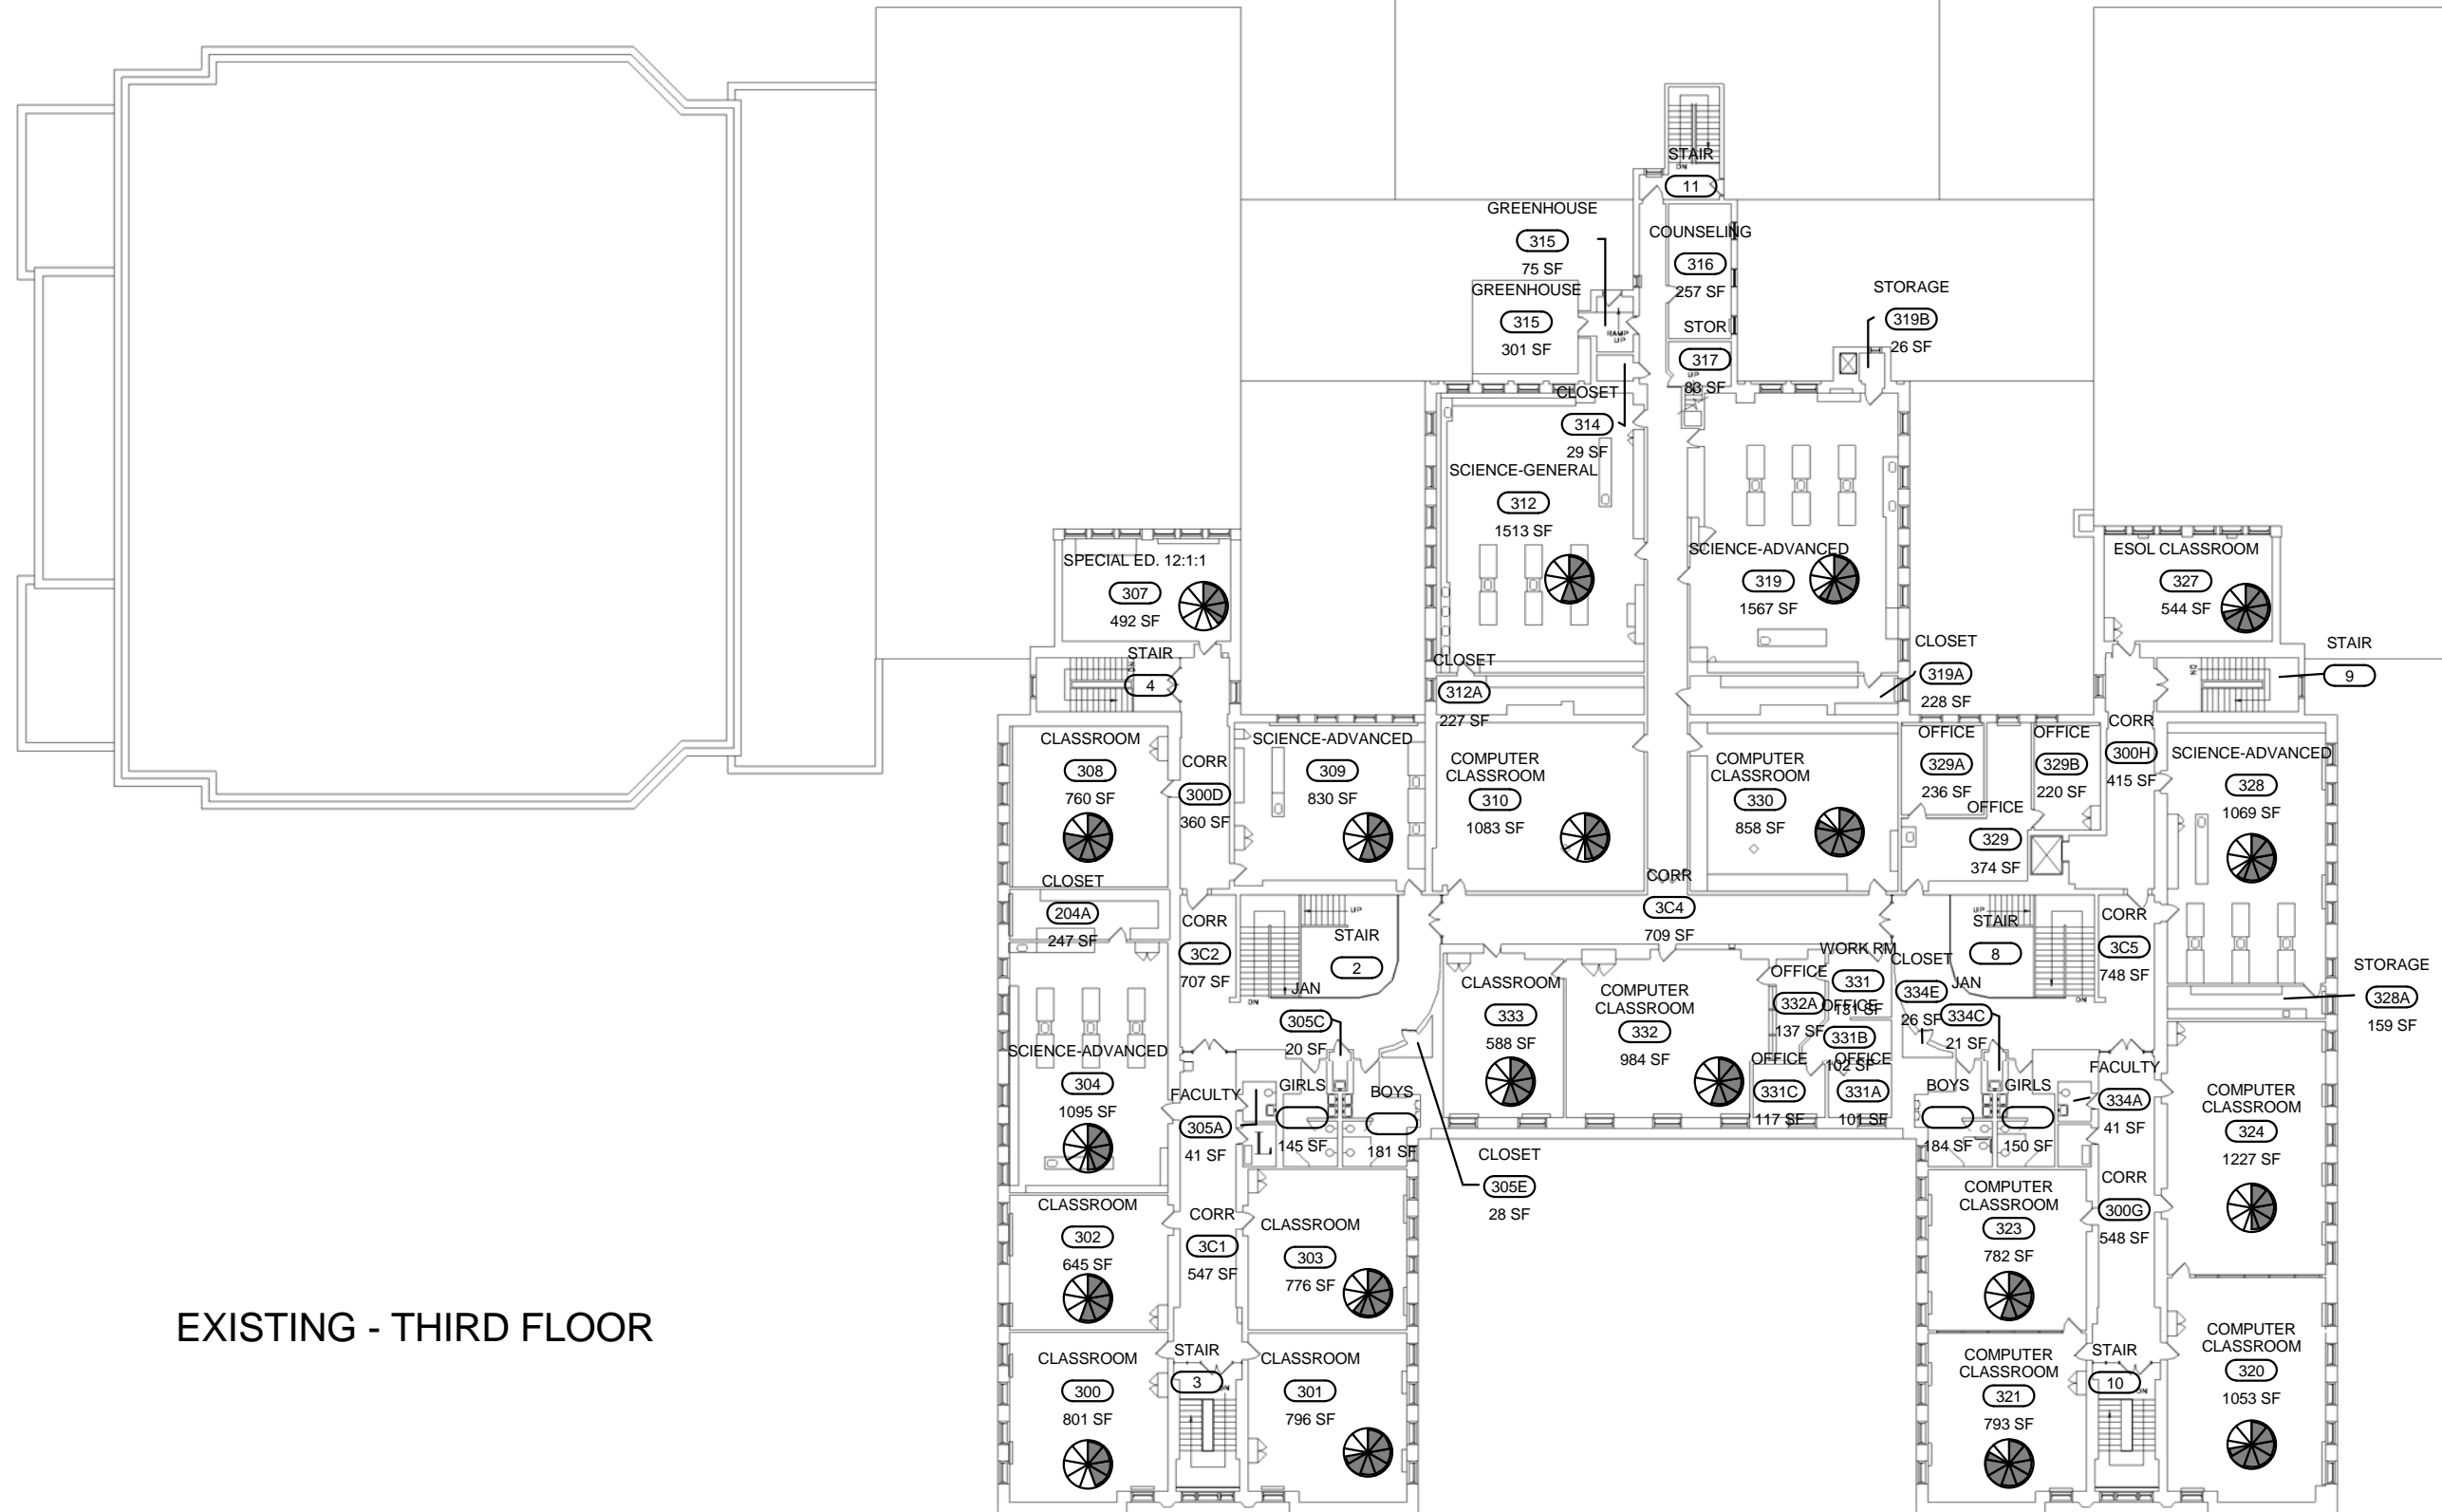 STAIR
DN
11
GREENHOUSE
315
75 SF
COUNSELING
316
257 SF
GREENHOUSE
315
301 SF
RAMP
UP
STOR
317
UP
83 SF
STORAGE
319B
26 SF
CLOSET
314
29 SF
SCIENCE-GENERAL
312
1513 SF
SCIENCE-ADVANCED
319
1567 SF
SPECIAL ED. 12:1:1
307
492 SF
ESOL CLASSROOM
327
544 SF
STAIR
DN
4
STAIR
9
DN
CLOSET
312A
227 SF
CLOSET
319A
228 SF
CLASSROOM
308
760 SF
CORR
300D
360 SF
SCIENCE-ADVANCED
309
830 SF
COMPUTER
CLASSROOM
310
1083 SF
COMPUTER
CLASSROOM
330
858 SF
OFFICE
329A
236 SF
OFFICE
329B
220 SF
OFFICE
329
374 SF
CORR
300H
415 SF
SCIENCE-ADVANCED
328
1069 SF
CLOSET
204A
247 SF
CORR
3C2
707 SF
UP
STAIR
2
DN
CORR
3C4
709 SF
UP
STAIR
8
DN
CORR
3C5
748 SF
STORAGE
328A
159 SF
JAN
305C
20 SF
CLASSROOM
333
588 SF
COMPUTER
CLASSROOM
332
984 SF
OFFICE
332A
137 SF
WORK RM
331
131 SF
OFFICE
331B
102 SF
OFFICE
331C
117 SF
OFFICE
331A
101 SF
CLOSET
334E
26 SF
JAN
334C
21 SF
SCIENCE-ADVANCED
304
1095 SF
FACULTY
305A
41 SF
GIRLS
145 SF
BOYS
181 SF
L
BOYS
184 SF
GIRLS
150 SF
FACULTY
334A
41 SF
COMPUTER
CLASSROOM
324
1227 SF
CLOSET
305E
28 SF
CLASSROOM
302
645 SF
CORR
3C1
547 SF
CLASSROOM
303
776 SF
COMPUTER
CLASSROOM
323
782 SF
CORR
300G
548 SF
EXISTING - THIRD FLOOR
CLASSROOM
300
801 SF
STAIR
3
DN
CLASSROOM
301
796 SF
COMPUTER
CLASSROOM
321
793 SF
STAIR
10
DN
COMPUTER
CLASSROOM
320
1053 SF